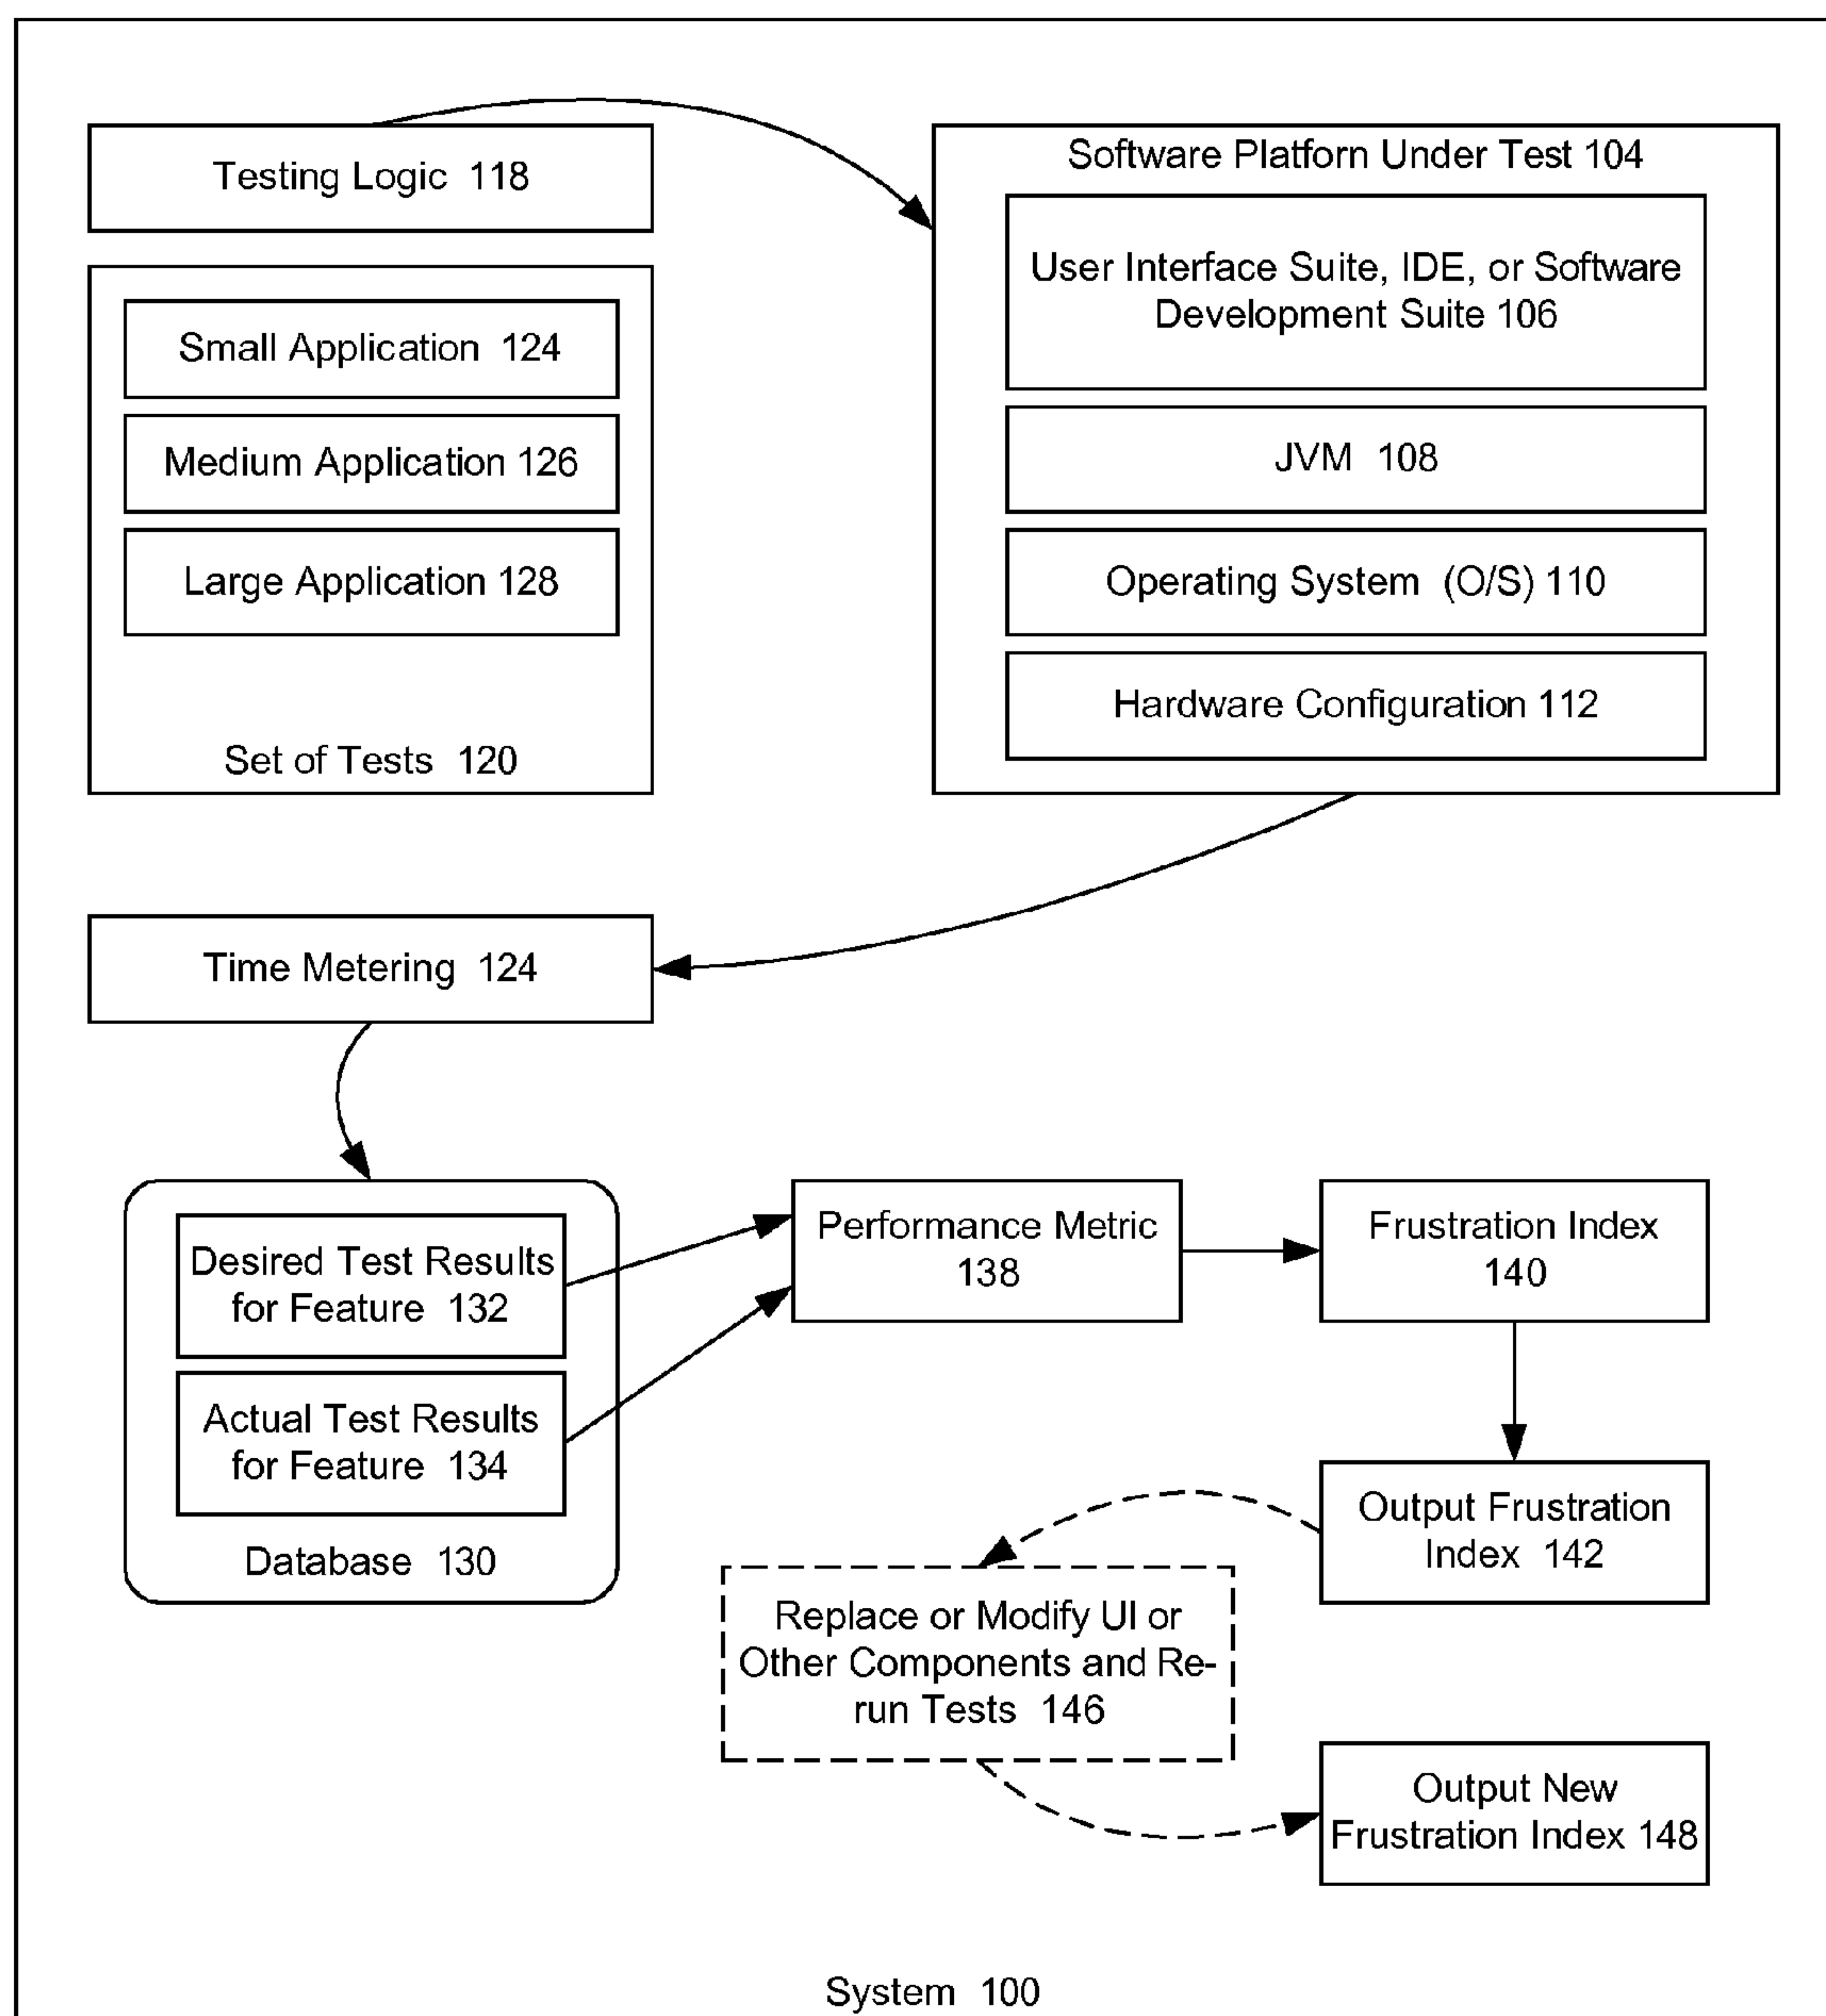 Testing Logic 118
Small Application 124
Medium Application 126
Large Application 128
Set of Tests 120
Software Platforn Under Test 104
User Interface Suite, IDE, or Software
Development Suite 106
JVM 108
Operating System (O/S) 110
Hardware Configuration 112
Time Metering 124
Desired Test Results
for Feature 132
Actual Test Results
for Feature 134
Database 130
Performance Metric
138
Frustration Index
140
Output Frustration
Index 142
Replace or Modify UI or
Other Components and Re-
run Tests 146
Output New
Frustration Index 148
System 100